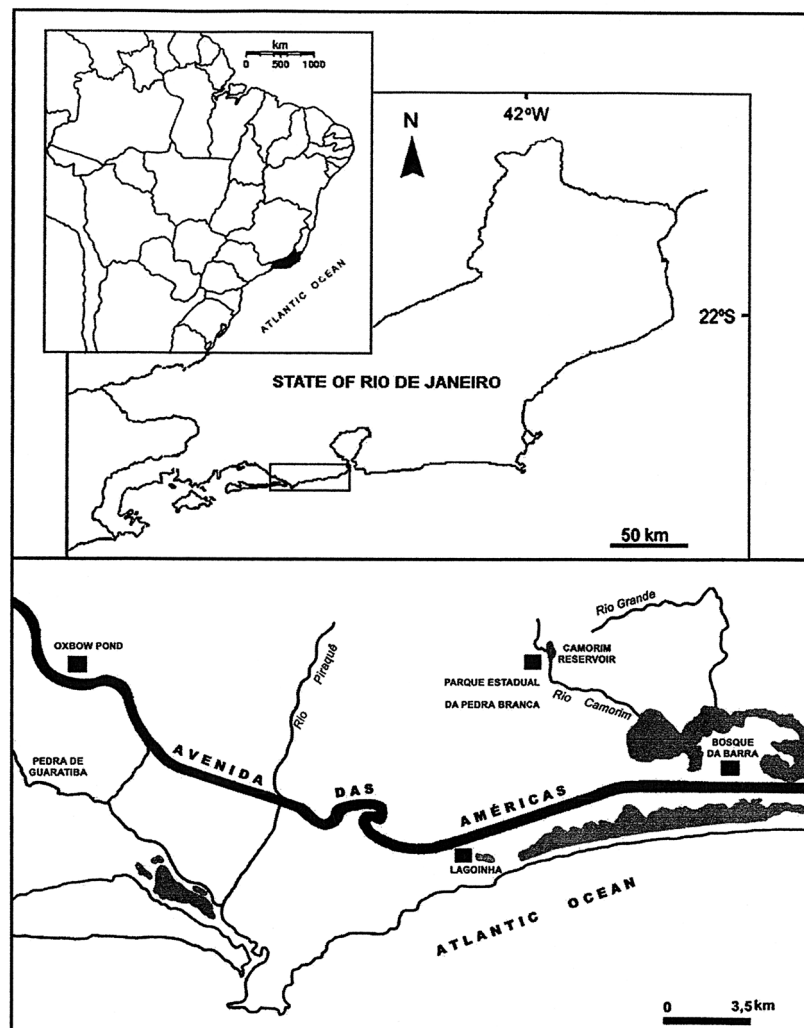 km
0 500 1000
ATLANTIC OCEAN
42ºW
N
22ºS
STATE OF RIO DE JANEIRO
50 km
OXBOW POND
Rio Piraquê
Rio Grande
CAMORIM
RESERVOIR
PARQUE ESTADUAL
DA PEDRA BRANCA
Rio Camorim
BOSQUE
DA BARRA
PEDRA DE
GUARATIBA
AVENIDA DAS AMÉRICAS
LAGOINHA
ATLANTIC OCEAN
0 3,5km